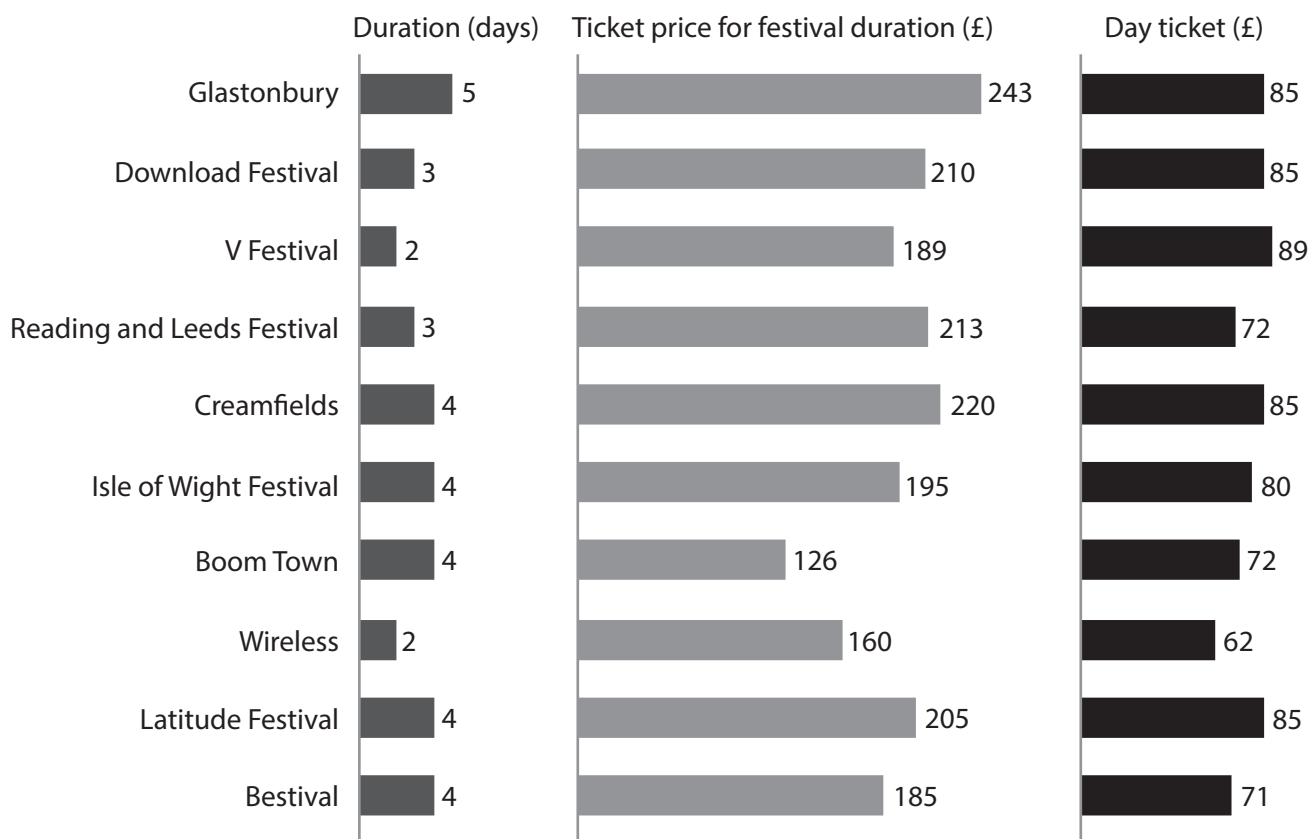 Duration (days) Ticket price for festival duration (£) Day ticket (£)
Glastonbury 5 243 85
Download Festival 3 210 85
V Festival 2 189 89
Reading and Leeds Festival 3 213 72
Creamfields 4 220 85
Isle of Wight Festival 4 195 80
Boom Town 4 126 72
Wireless 2 160 62
Latitude Festival 4 205 85
Bestival 4 185 71